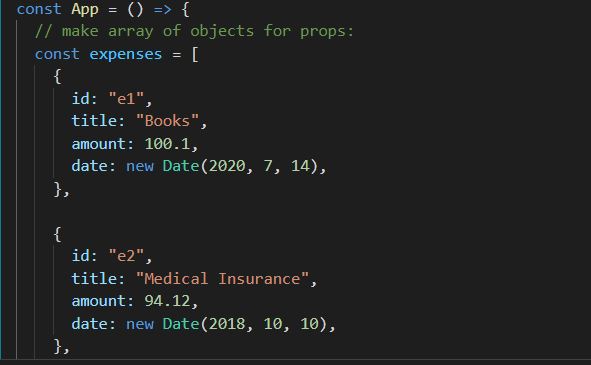 const App = () => {
// make array of objects for props:
const expenses = [
{
id: "e1",
title: "Books",
amount: 100.1,
date: new Date(2020, 7, 14),
},
{
id: "e2",
title: "Medical Insurance",
amount: 94.12,
date: new Date(2018, 10, 10),
},